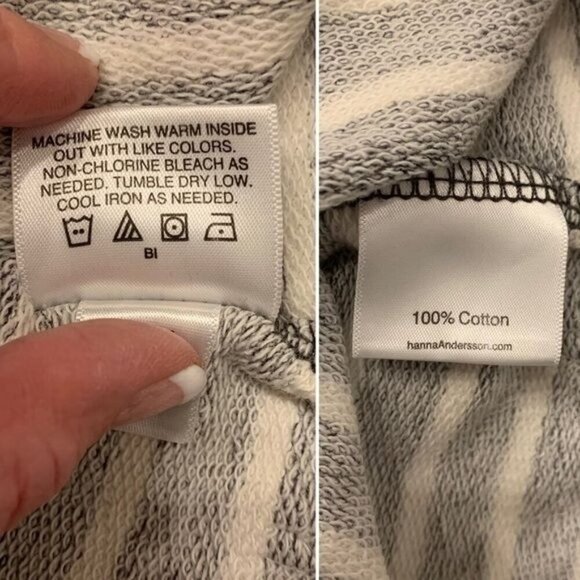 MACHINE WASH WARM INSIDE
OUT WITH LIKE COLORS.
NON-CHLORINE BLEACH AS
NEEDED. TUMBLE DRY LOW.
COOL IRON AS NEEDED.
BI
100% Cotton
hannaAndersson.com